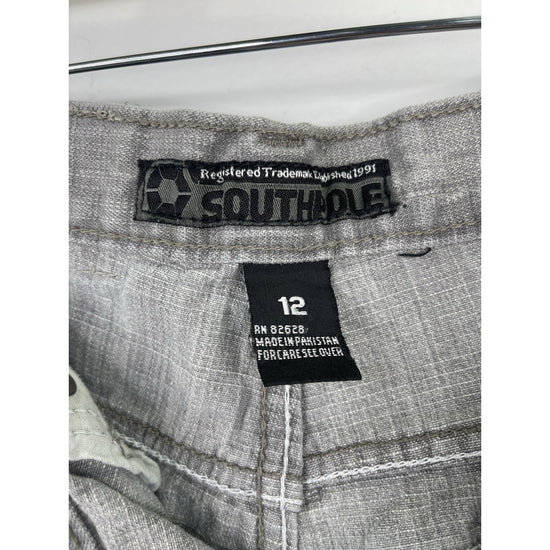 Registered Trademark Established 1991
SOUTHPOLE
12
RN 82628
MADE IN PAKISTAN
FOR CARE SEE OVER